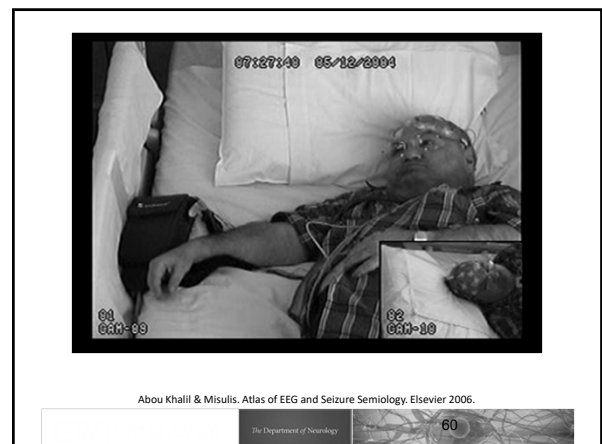 07:27:40 05/12/2004
01
CAM-09
02
CAM-10
Abou Khalil & Misulis. Atlas of EEG and Seizure Semiology. Elsevier 2006.
The Department of Neurology
60